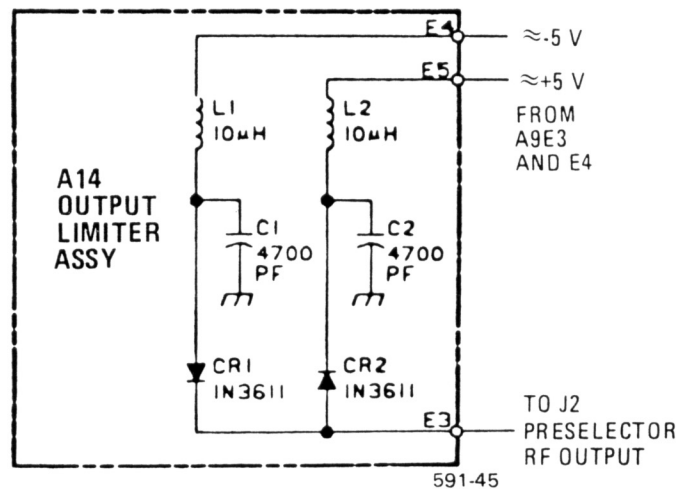 E4
≈-5 V
E5
≈+5 V
L1
10μH
L2
10μH
FROM
A9E3
AND E4
A14
OUTPUT
LIMITER
ASSY
C1
4700
PF
C2
4700
PF
CR1
1N3611
CR2
1N3611
E3
TO J2
PRESELECTOR
RF OUTPUT
591-45